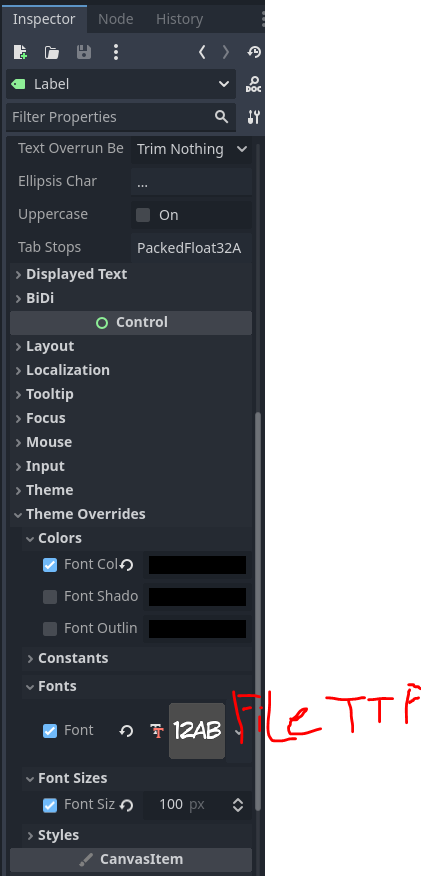 Inspector Node History
Label
DOC
Filter Properties
Text Overrun Be Trim Nothing
Ellipsis Char ...
Uppercase On
Tab Stops PackedFloat32A
Displayed Text
BiDi
Control
Layout
Localization
Tooltip
Focus
Mouse
Input
Theme
Theme Overrides
Colors
Font Col
Font Shado
Font Outlin
Constants
Fonts
Font 12AB File TTF
Font Sizes
Font Siz 100 px
Styles
CanvasItem